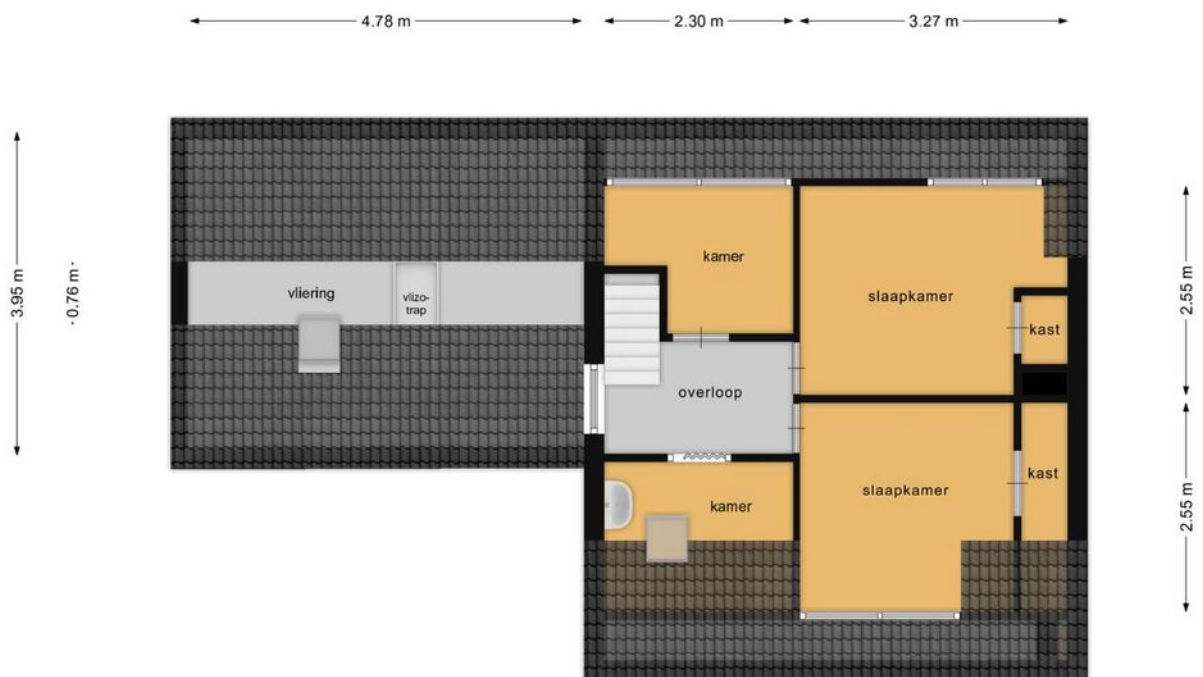 4.78 m
2.30 m
3.27 m
3.95 m
0.76 m
kamer
slaapkamer
2.55 m
vliering
vlizo-
trap
kast
overloop
slaapkamer
kast
2.55 m
kamer